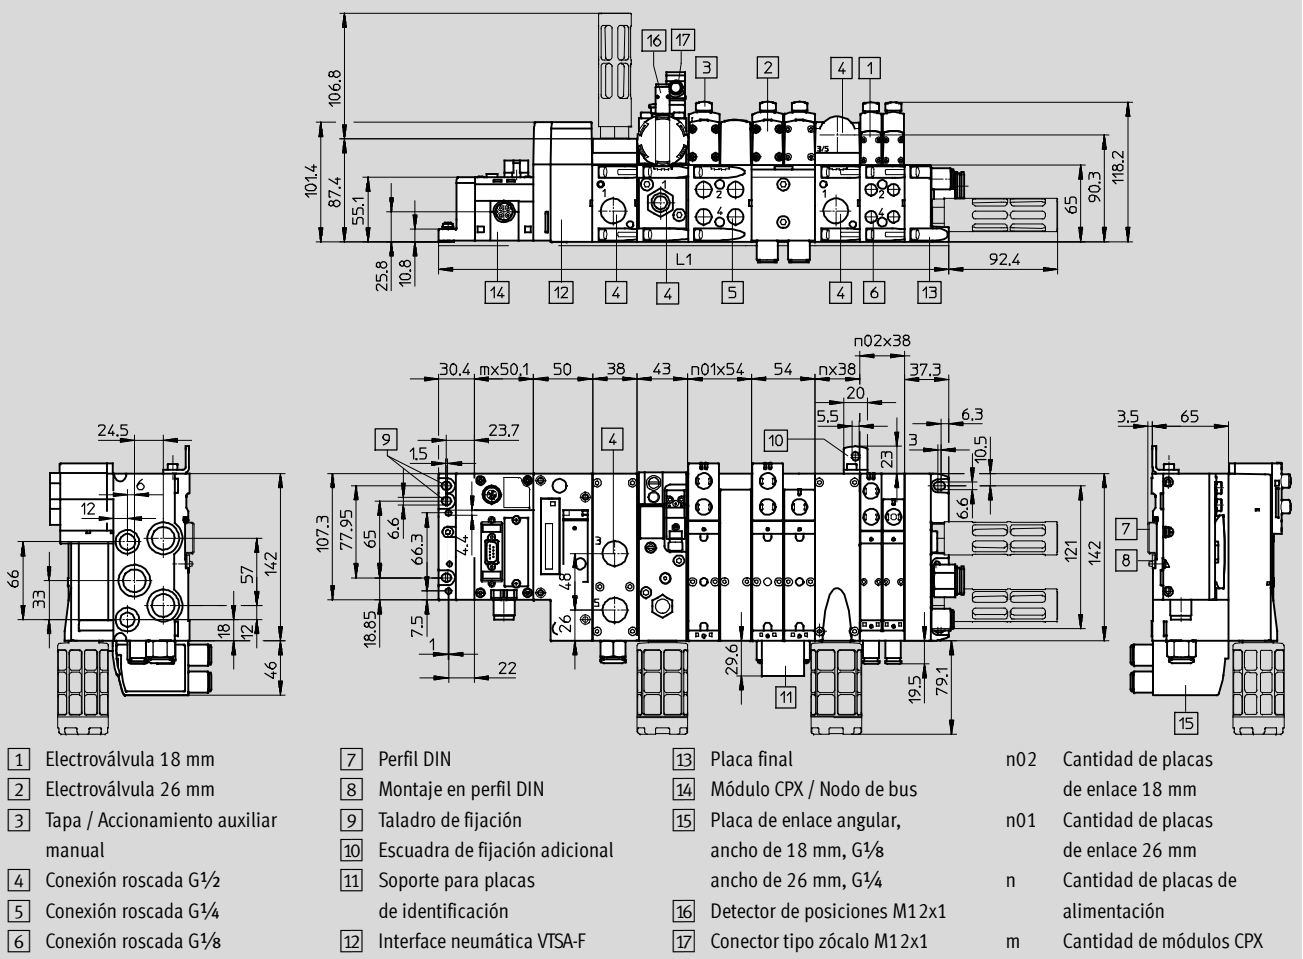 16 17
3 2 4 1
106.8
101.4
87.4
55.1
25.8
10.8
3/5
1 1 2 4 1 2 4
65
90.3
118.2
L1
92.4
14 12 4 4 5 4 6 13
n02x38
30.4 mx50.1 50 38 43 n01x54 54 nx38 37.3
20
5.5
6.3
3
10.5
23
6.6
24.5
23.7
9
1.5
4
10
3.5 65
6
12
66
33
57
142
18
12
46
107.3
77.95
65
6.6
66.3
4.4
18.85
7.5
1
22
3
5
48
26
29.6
11
19.5
79.1
121
142
7
8
15
1 Electroválvula 18 mm
2 Electroválvula 26 mm
3 Tapa / Accionamiento auxiliar
manual
4 Conexión roscada G½
5 Conexión roscada G¼
6 Conexión roscada G⅛
7 Perfil DIN
8 Montaje en perfil DIN
9 Taladro de fijación
10 Escuadra de fijación adicional
11 Soporte para placas
de identificación
12 Interface neumática VTSA-F
13 Placa final
14 Módulo CPX / Nodo de bus
15 Placa de enlace angular,
ancho de 18 mm, G⅛
ancho de 26 mm, G¼
16 Detector de posiciones M12x1
17 Conector tipo zócalo M12x1
n02 Cantidad de placas
de enlace 18 mm
n01 Cantidad de placas
de enlace 26 mm
n Cantidad de placas de
alimentación
m Cantidad de módulos CPX